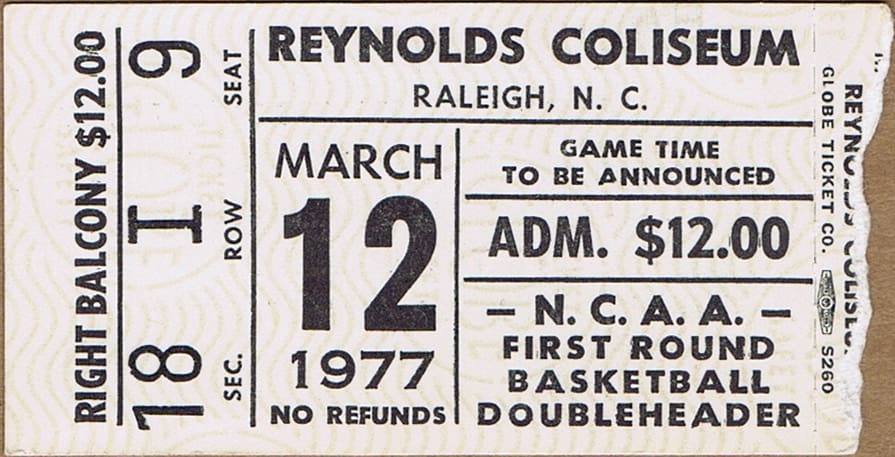 RIGHT BALCONY $12.00
18 I 9
SEC. ROW SEAT
REYNOLDS COLISEUM
RALEIGH, N. C.
MARCH
12
1977
NO REFUNDS
GAME TIME
TO BE ANNOUNCED
ADM. $12.00
– N. C. A. A. –
FIRST ROUND
BASKETBALL
DOUBLEHEADER
GLOBE TICKET CO. S260